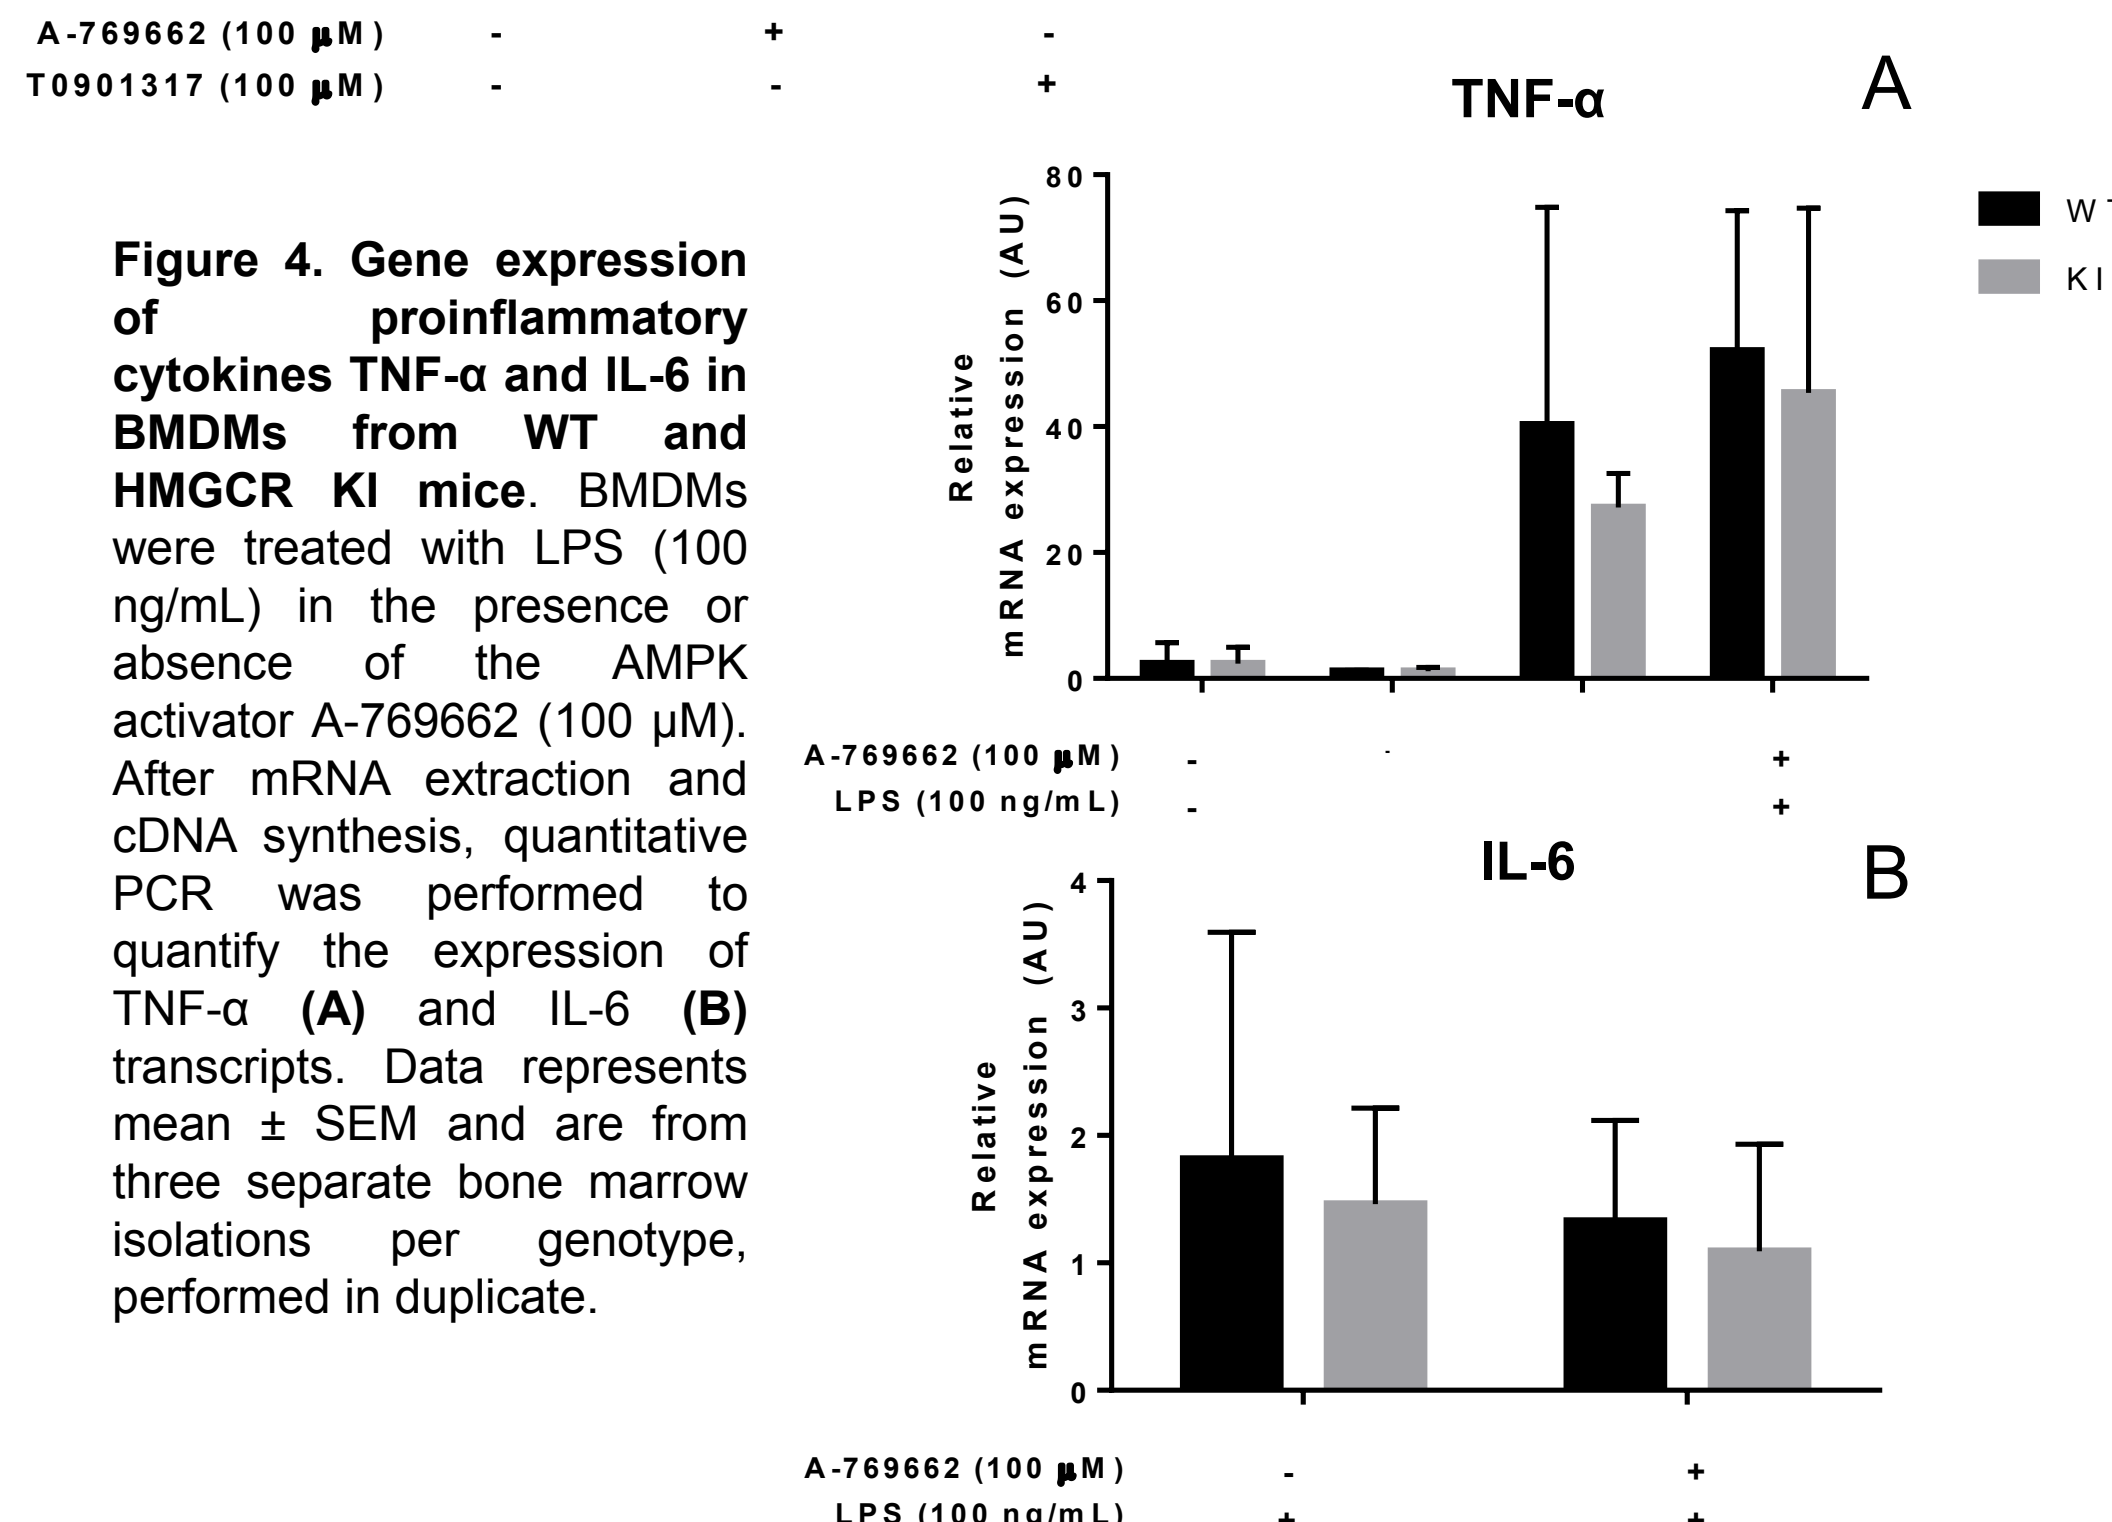 A-769662 (100 µM) - + -
T0901317 (100 µM) - - +
Figure 4. Gene expression
of proinflammatory
cytokines TNF-α and IL-6 in
BMDMs from WT and
HMGCR KI mice. BMDMs
were treated with LPS (100
ng/mL) in the presence or
absence of the AMPK
activator A-769662 (100 µM).
After mRNA extraction and
cDNA synthesis, quantitative
PCR was performed to
quantify the expression of
TNF-α (A) and IL-6 (B)
transcripts. Data represents
mean ± SEM and are from
three separate bone marrow
isolations per genotype,
performed in duplicate.
TNF-α
A
Relative
mRNA expression (AU)
80
60
40
20
0
W
KI
A-769662 (100 µM) - - +
LPS (100 ng/mL) - +
IL-6
B
Relative
mRNA expression (AU)
4
3
2
1
0
A-769662 (100 µM) - +
LPS (100 ng/mL) + +